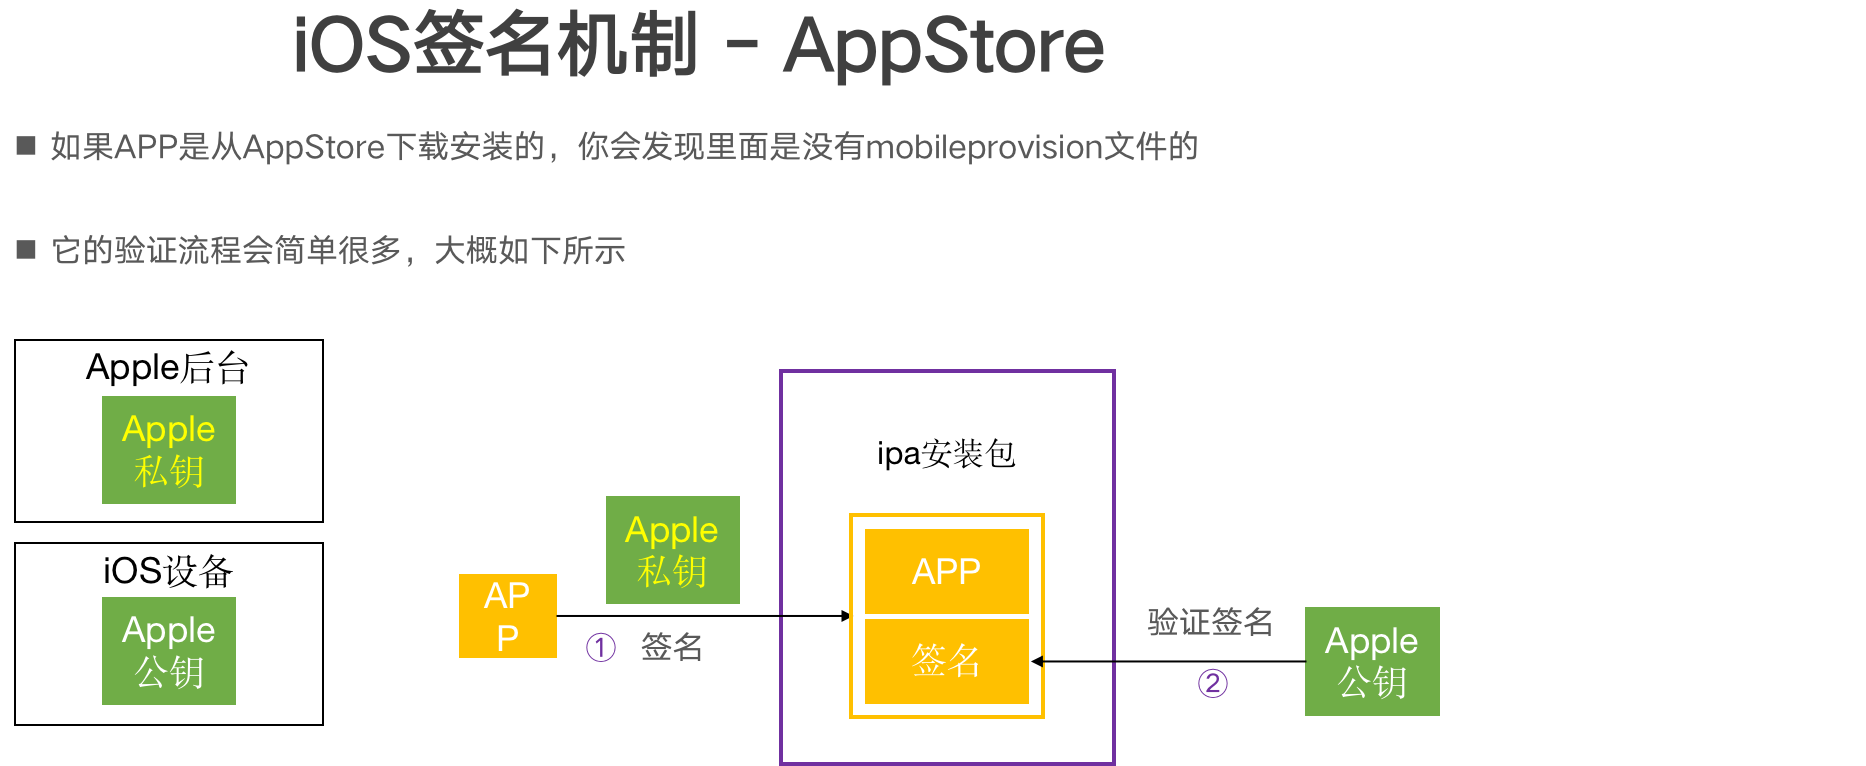 iOS签名机制 - AppStore
■ 如果APP是从AppStore下载安装的，你会发现里面是没有mobileprovision文件的
■ 它的验证流程会简单很多，大概如下所示
Apple后台
Apple
私钥
iOS设备
Apple
公钥
AP
P
Apple
私钥
① 签名
ipa安装包
APP
签名
验证签名
②
Apple
公钥